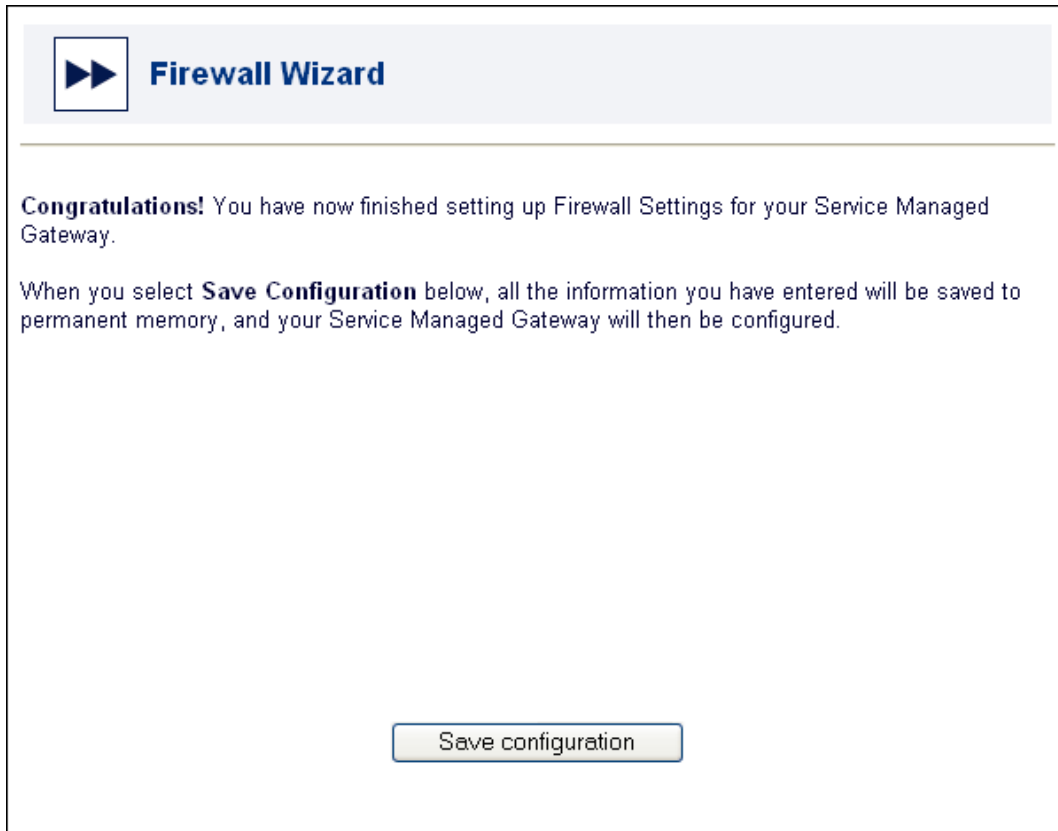 Firewall Wizard
Congratulations! You have now finished setting up Firewall Settings for your Service Managed
Gateway.
When you select Save Configuration below, all the information you have entered will be saved to
permanent memory, and your Service Managed Gateway will then be configured.
Save configuration